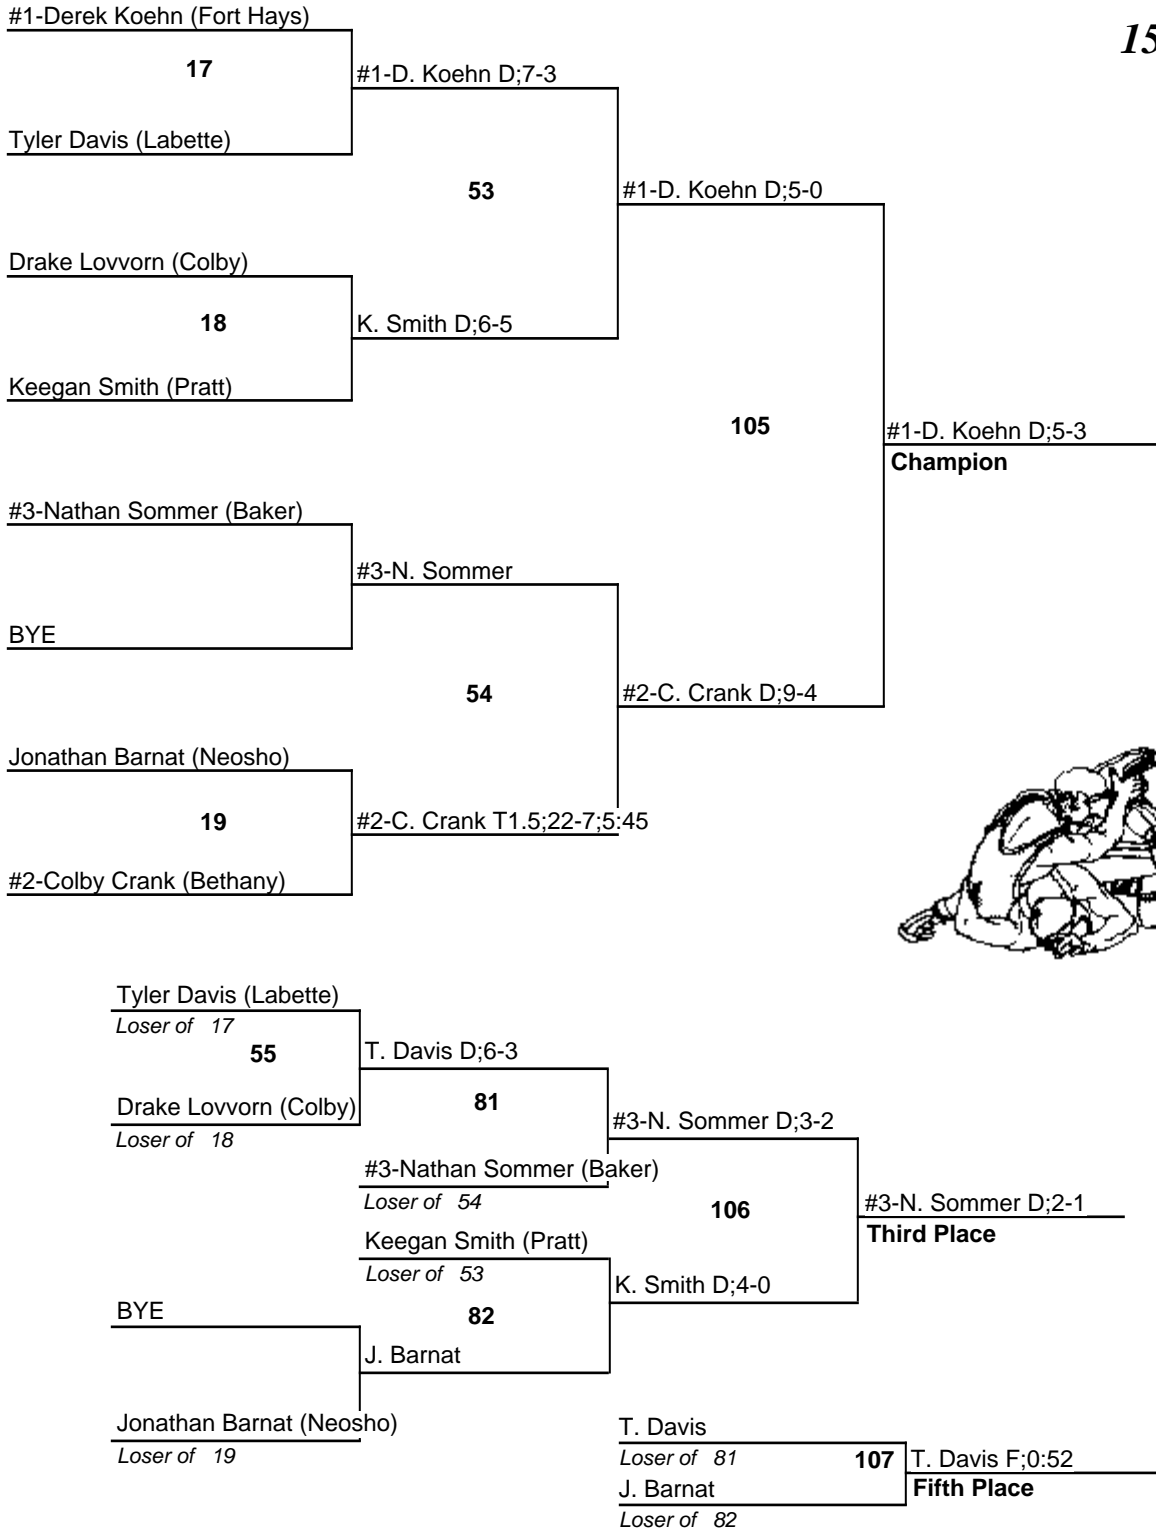 #1-Derek Koehn (Fort Hays)
15
17
#1-D. Koehn D;7-3
Tyler Davis (Labette)
53
#1-D. Koehn D;5-0
Drake Lovvorn (Colby)
18
K. Smith D;6-5
Keegan Smith (Pratt)
105
#1-D. Koehn D;5-3
Champion
#3-Nathan Sommer (Baker)
#3-N. Sommer
BYE
54
#2-C. Crank D;9-4
Jonathan Barnat (Neosho)
19
#2-C. Crank T1.5;22-7;5:45
#2-Colby Crank (Bethany)
Tyler Davis (Labette)
Loser of 17
55
T. Davis D;6-3
Drake Lovvorn (Colby)
Loser of 18
81
#3-N. Sommer D;3-2
#3-Nathan Sommer (Baker)
Loser of 54
106
#3-N. Sommer D;2-1
Third Place
Keegan Smith (Pratt)
Loser of 53
K. Smith D;4-0
BYE
82
J. Barnat
Jonathan Barnat (Neosho)
Loser of 19
T. Davis
Loser of 81
107
T. Davis F;0:52
Fifth Place
J. Barnat
Loser of 82